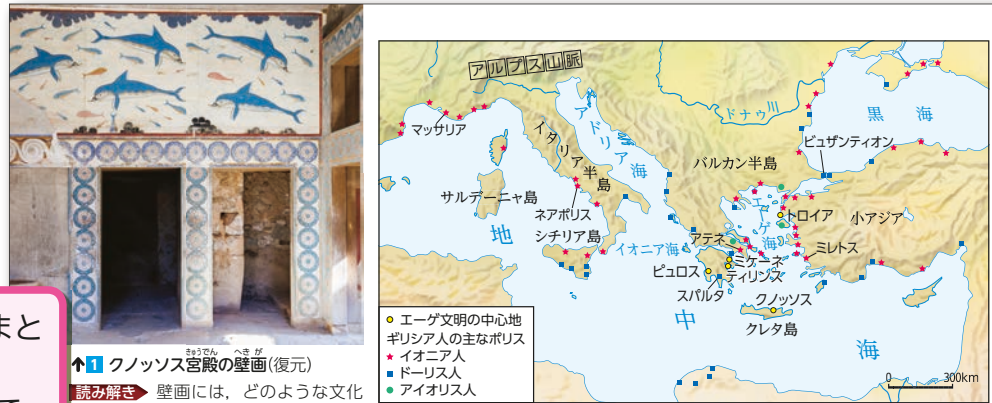 アルプス山脈
ドナウ川
黒海
マッサリア
アドリア海
イタリア半島
ビュザンティオン
バルカン半島
サルデーニャ島
ネアポリス
エーゲ海
トロイア
小アジア
地中海
シチリア島
イオニア海
アテネ
ミレトス
ミケーネ
ピュロス
ティリンス
スパルタ
クノッソス
クレタ島
エーゲ文明の中心地
ギリシア人の主なポリス
イオニア人
ドーリス人
アイオリス人
0 300km
まと
↑1 クノッソス宮殿の壁画(復元)
きゅうでん へきが
読み解き 壁画には，どのような文化